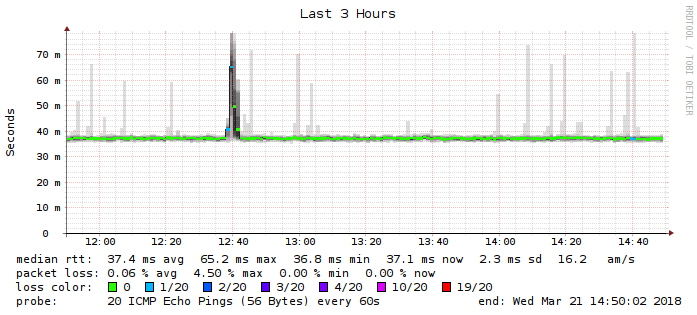 Last 3 Hours
RRDTOOL / TOBI OETIKER
Seconds
70 m
60 m
50 m
40 m
30 m
20 m
10 m
0
12:00 12:20 12:40 13:00 13:20 13:40 14:00 14:20 14:40
median rtt: 37.4 ms avg 65.2 ms max 36.8 ms min 37.1 ms now 2.3 ms sd 16.2 am/s
packet loss: 0.06 % avg 4.50 % max 0.00 % min 0.00 % now
loss color: 0 1/20 2/20 3/20 4/20 10/20 19/20
probe: 20 ICMP Echo Pings (56 Bytes) every 60s end: Wed Mar 21 14:50:02 2018